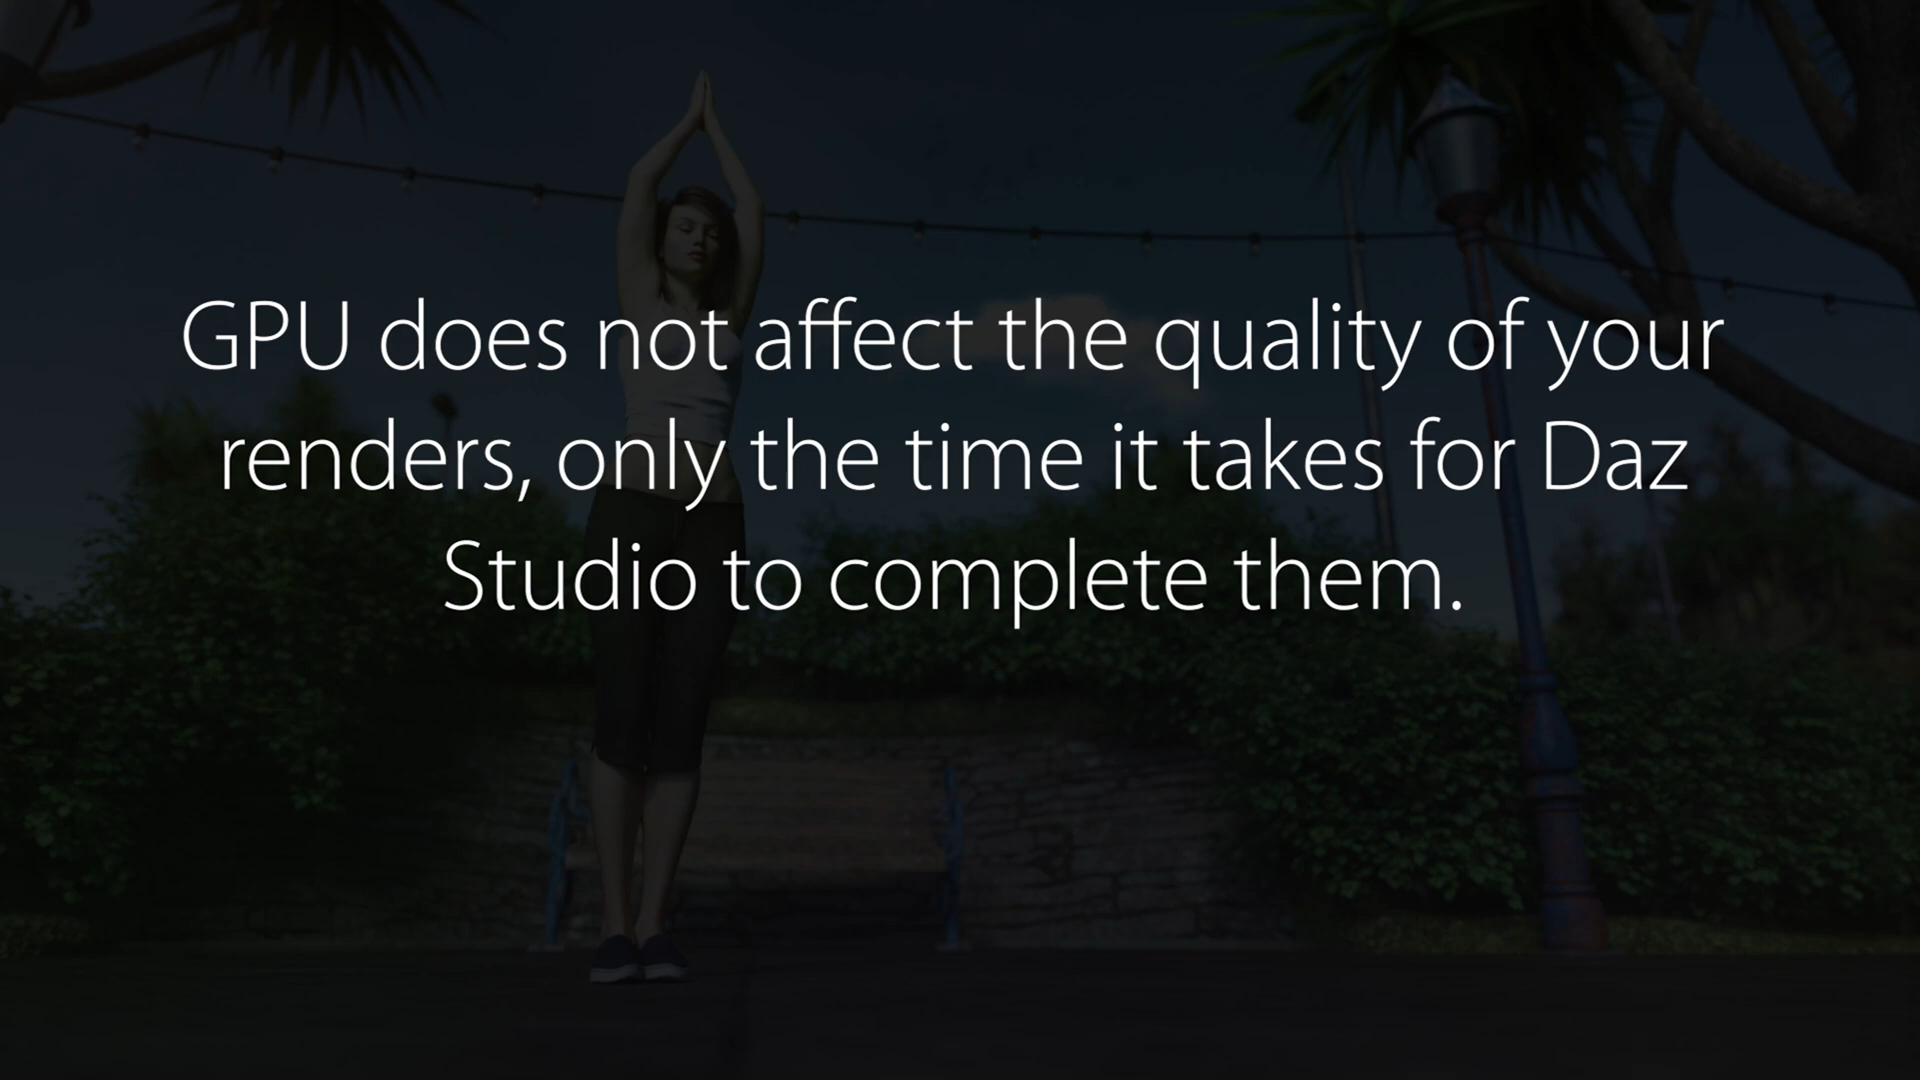 GPU does not affect the quality of your
renders, only the time it takes for Daz
Studio to complete them.